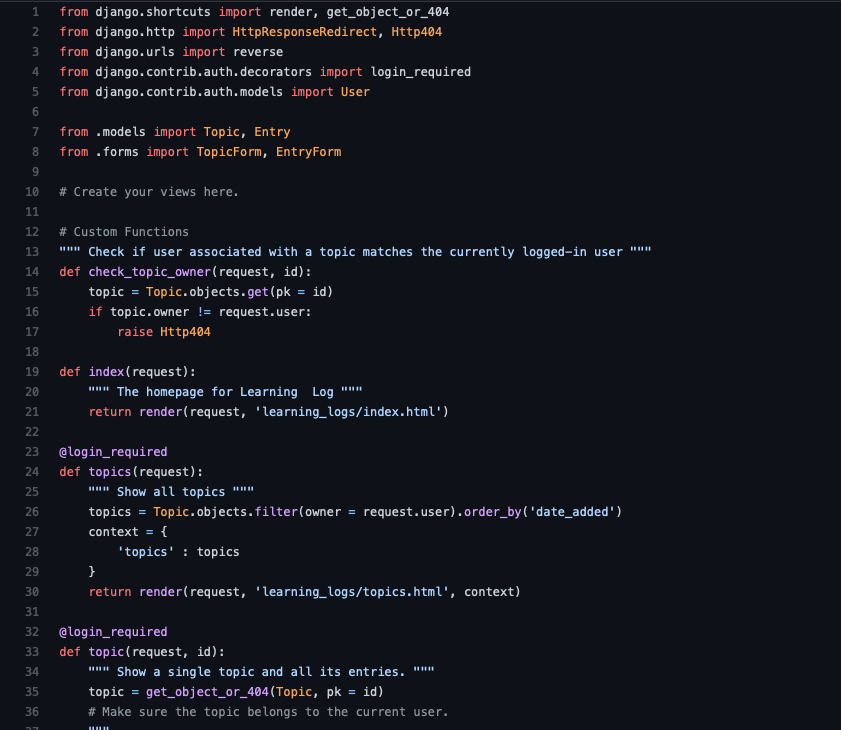 1 from django.shortcuts import render, get_object_or_404
2 from django.http import HttpResponseRedirect, Http404
3 from django.urls import reverse
4 from django.contrib.auth.decorators import login_required
5 from django.contrib.auth.models import User
6
7 from .models import Topic, Entry
8 from .forms import TopicForm, EntryForm
9
10 # Create your views here.
11
12 # Custom Functions
13 """ Check if user associated with a topic matches the currently logged-in user """
14 def check_topic_owner(request, id):
15     topic = Topic.objects.get(pk = id)
16     if topic.owner != request.user:
17         raise Http404
18
19 def index(request):
20     """ The homepage for Learning  Log """
21     return render(request, 'learning_logs/index.html')
22
23 @login_required
24 def topics(request):
25     """ Show all topics """
26     topics = Topic.objects.filter(owner = request.user).order_by('date_added')
27     context = {
28         'topics' : topics
29     }
30     return render(request, 'learning_logs/topics.html', context)
31
32 @login_required
33 def topic(request, id):
34     """ Show a single topic and all its entries. """
35     topic = get_object_or_404(Topic, pk = id)
36     # Make sure the topic belongs to the current user.
37     """